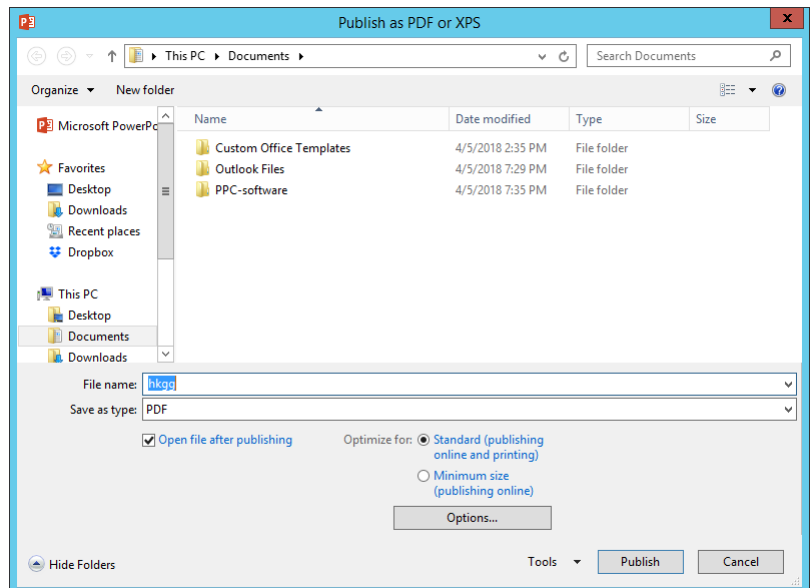 Publish as PDF or XPS
This PC Documents
Search Documents
Organize New folder
Name Date modified Type Size
Custom Office Templates 4/5/2018 2:35 PM File folder
Outlook Files 4/5/2018 7:29 PM File folder
PPC-software 4/5/2018 7:35 PM File folder
Microsoft PowerPo
Favorites
Desktop
Downloads
Recent places
Dropbox
This PC
Desktop
Documents
Downloads
File name: hkgg
Save as type: PDF
Open file after publishing
Optimize for: Standard (publishing
online and printing)
Minimum size
(publishing online)
Options...
Hide Folders
Tools Publish Cancel